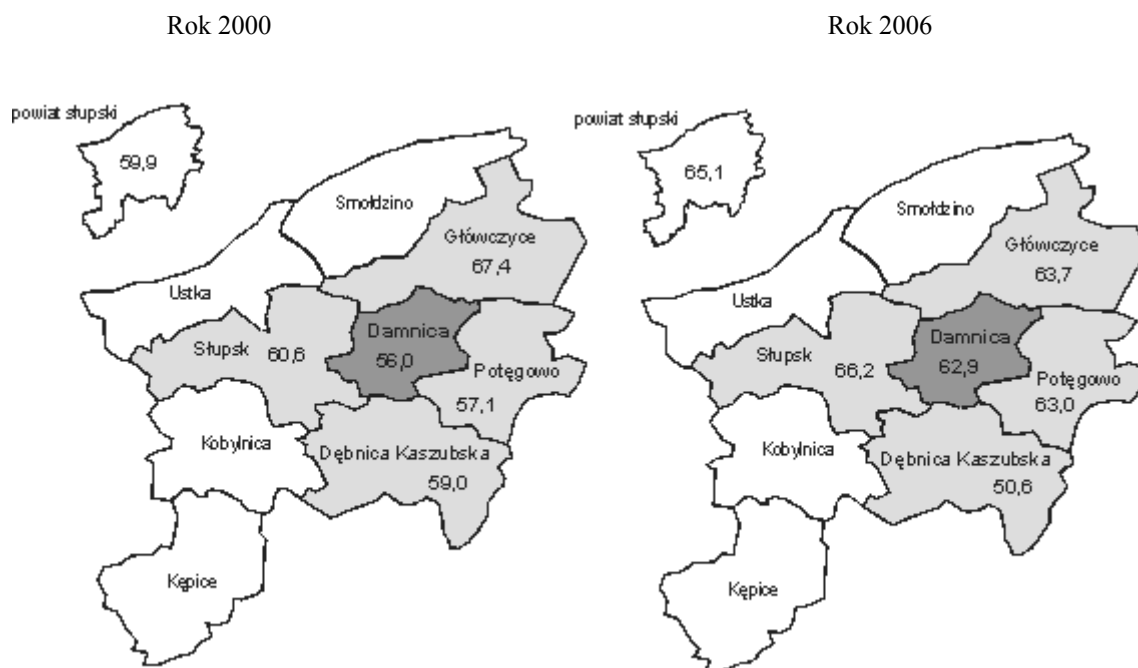 Rok 2000
Rok 2006
powiat słupski
59,9
Smołdzino
Główczyce
67,4
Ustka
Damnica
56,0
Słupsk 60,6
Potęgowo
57,1
Kobylnica
Dębnica Kaszubska
59,0
Kępice
powiat słupski
65,1
Smołdzino
Główczyce
63,7
Ustka
Damnica
62,9
Słupsk 66,2
Potęgowo
63,0
Kobylnica
Dębnica Kaszubska
50,6
Kępice